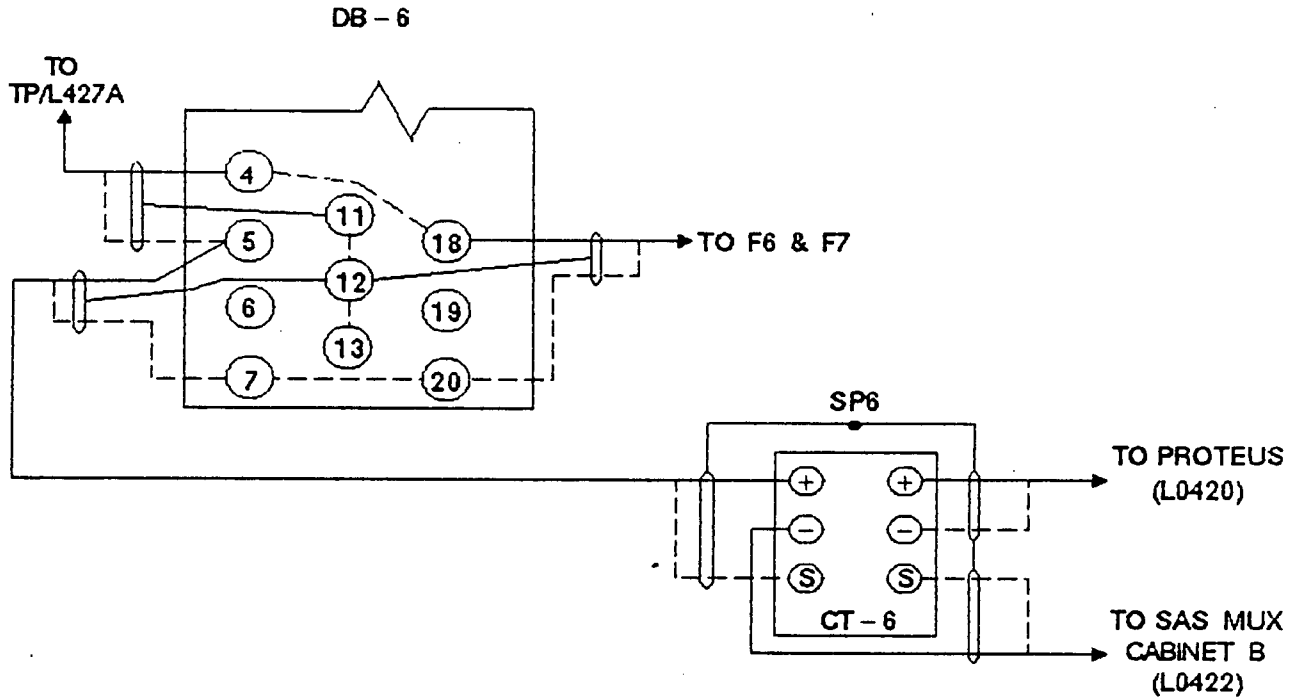 DB – 6
TO
TP/L427A
4
11
5
18
TO F6 & F7
12
6
19
13
7
20
SP6
+
+
TO PROTEUS
(L0420)
−
−
S
S
CT – 6
TO SAS MUX
CABINET B
(L0422)